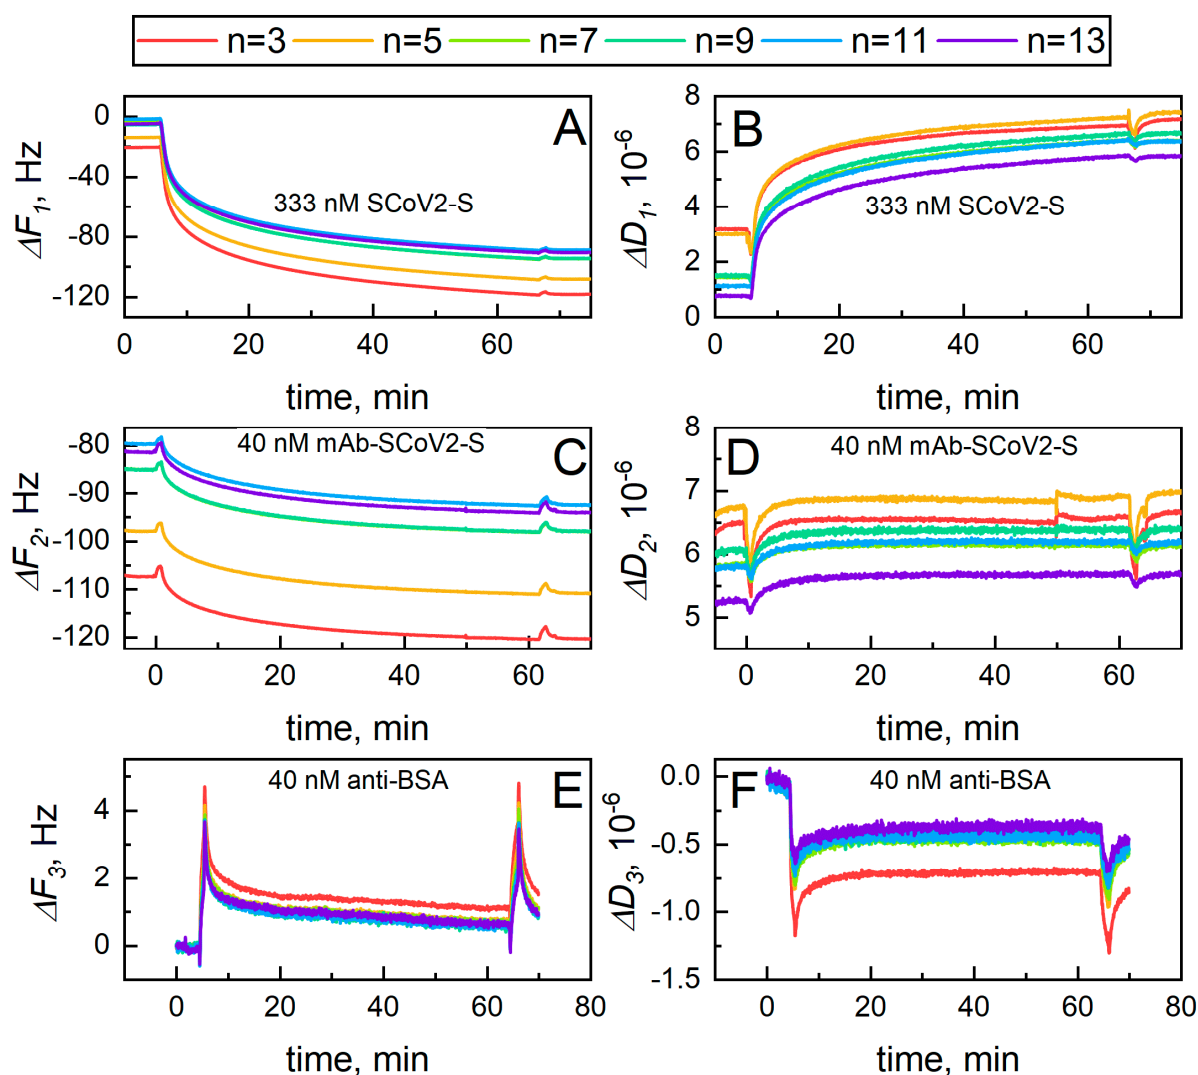 n=3 n=5 n=7 n=9 n=11 n=13
A
333 nM SCoV2-S
ΔF1, Hz
0
-40
-80
-120
0 20 40 60
time, min
B
333 nM SCoV2-S
ΔD1, 10-6
8
6
4
2
0
0 20 40 60
time, min
40 nM mAb-SCoV2-S
C
ΔF2, Hz
-80
-90
-100
-110
-120
0 20 40 60
time, min
40 nM mAb-SCoV2-S
D
ΔD2, 10-6
8
7
6
5
0 20 40 60
time, min
40 nM anti-BSA
E
ΔF3, Hz
4
2
0
0 20 40 60 80
time, min
40 nM anti-BSA
F
ΔD3, 10-6
0.0
-0.5
-1.0
-1.5
0 20 40 60 80
time, min